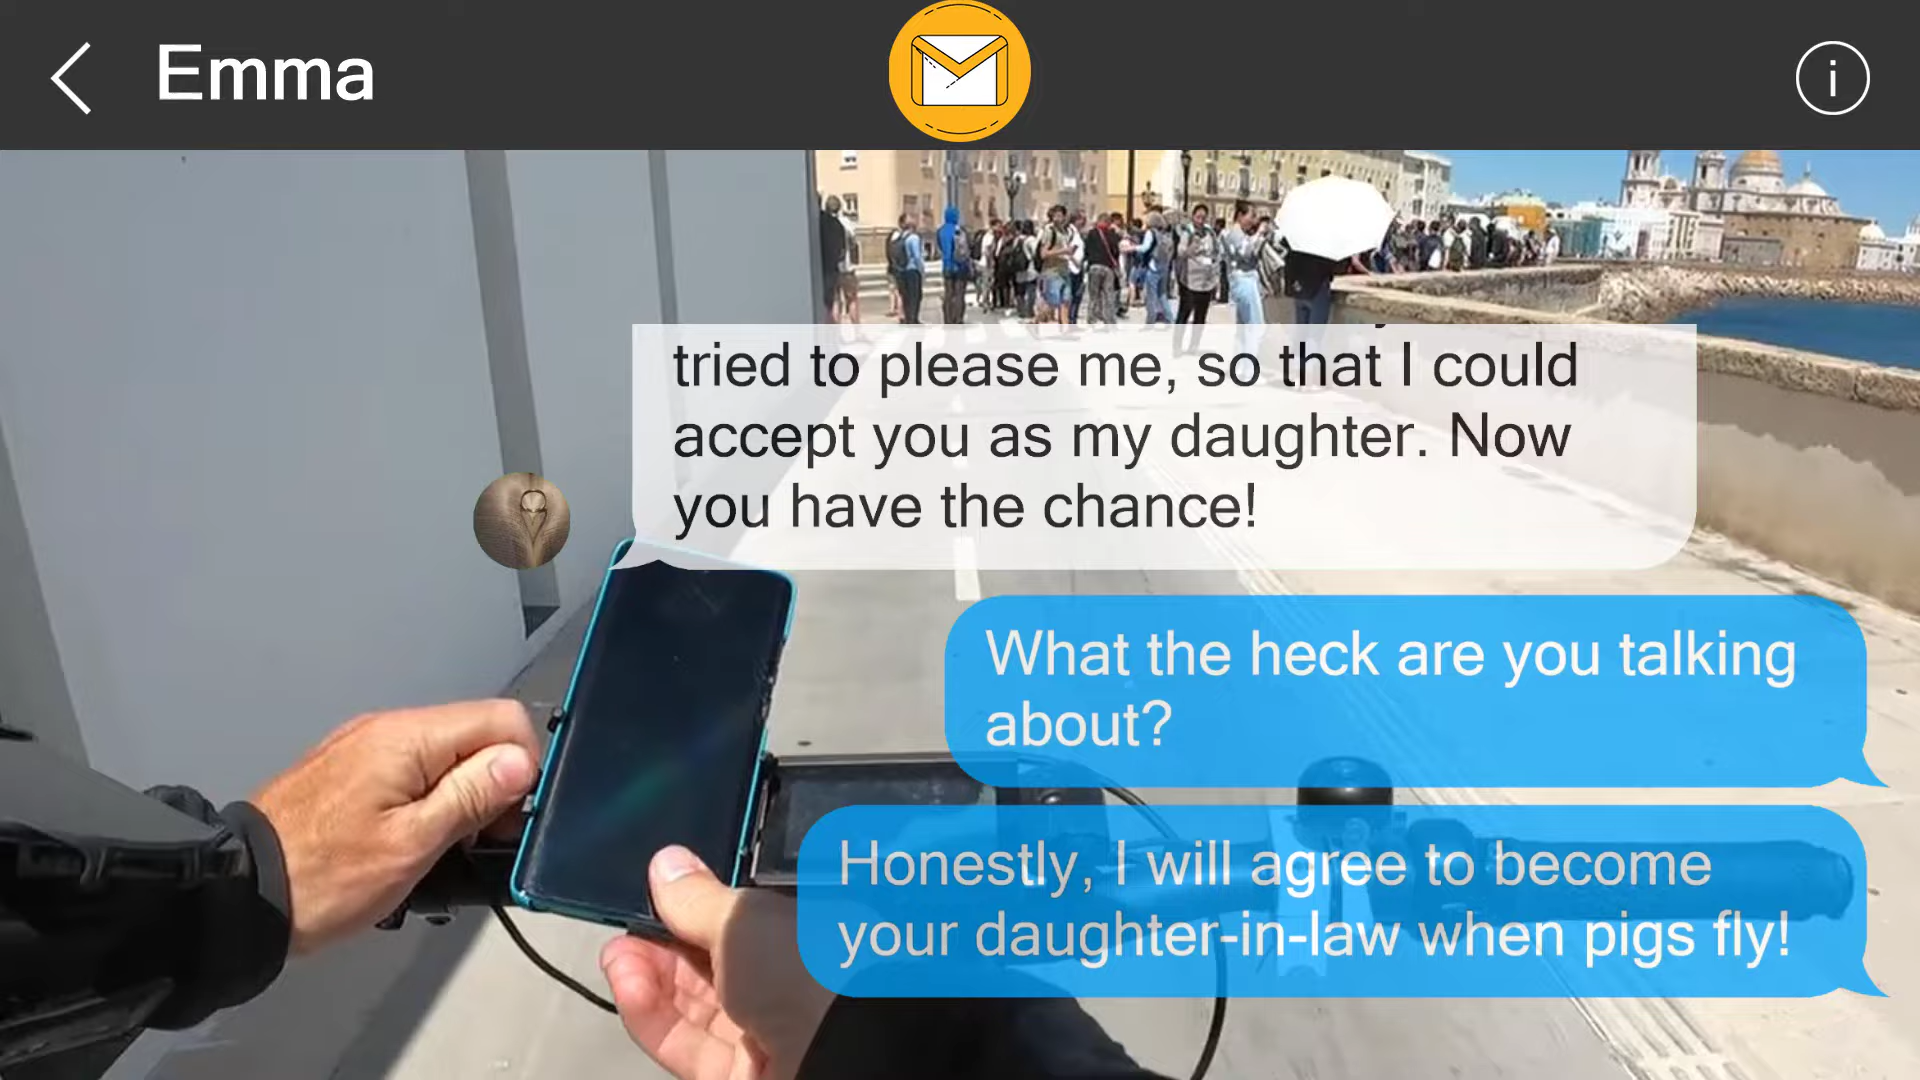 Emma
tried to please me, so that I could
accept you as my daughter. Now
you have the chance!
What the heck are you talking
about?
Honestly, I will agree to become
your daughter-in-law when pigs fly!